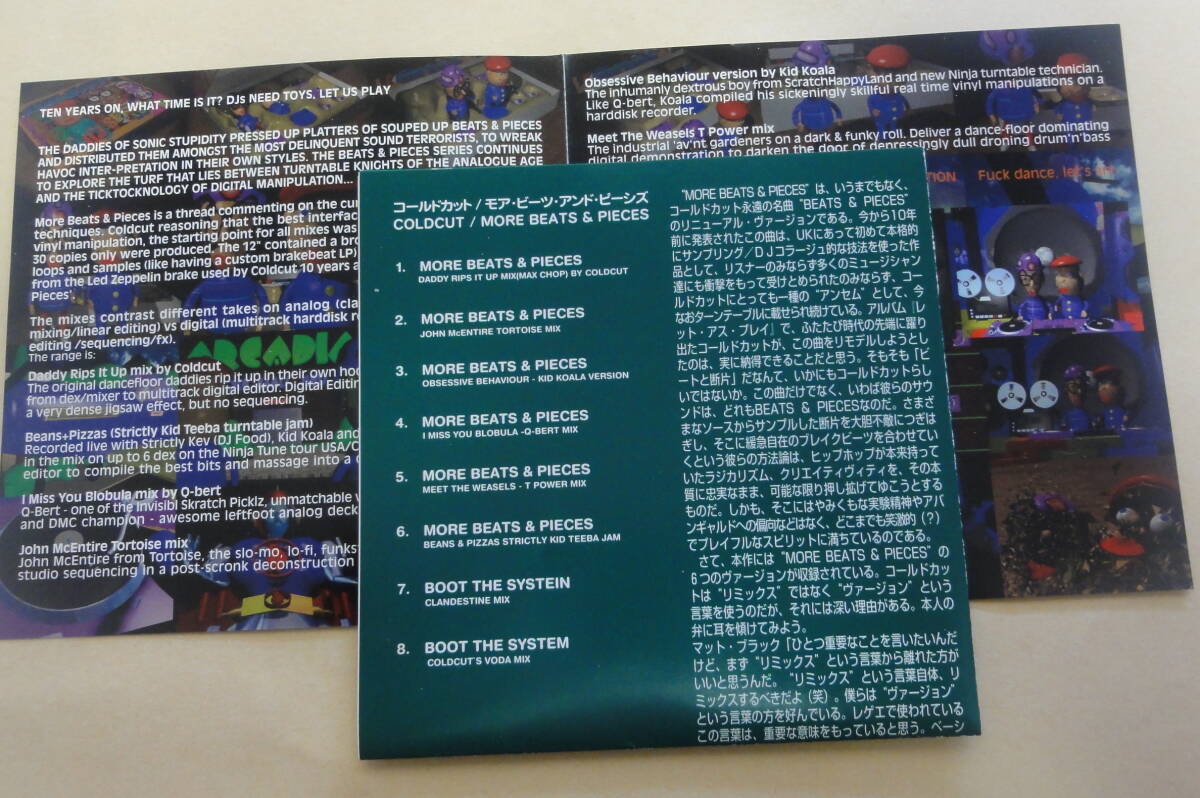 TEN YEARS ON, WHAT TIME IS IT? DJs NEED TOYS, LET US PLAY
THE DADDIES OF SONIC STUPIDITY PRESSED UP PLATTERS OF SOUPED UP BEATS & PIECES
AND DISTRIBUTED THEM AMONGST THE MOST DELINQUENT SOUND TERRORISTS, TO WREAK
HAVOC INTER-PRETATION IN THEIR OWN STYLES. THE BEATS & PIECES SERIES CONTINUES
TO EXPLORE THE TURF THAT LIES BETWEEN TURNTABLE KNIGHTS OF THE ANALOGUE AGE
AND THE TICKTOCKNOLOGY OF DIGITAL MANIPULATION...
More Beats & Pieces is a thread commenting on the
techniques. Coldcut reasoning that the best
vinyl manipulation, the starting point for all mixes was
30 copies only were produced. The 12" contained a
loops and samples (like having a custom brakebeat LP)
from the Led Zeppelin brake used by Coldcut 10 years
Pieces'.
The mixes contrast different takes on analog
mixing/linear editing) vs digital (multitrack harddisk
editing /sequencing/fx).
The range is:
ARCADIS
Daddy Rips It Up mix by Coldcut
The original dancefloor daddies rip it up in their own
from dex/mixer to multitrack digital editor. Digital
a very dense jigsaw effect, but no sequencing.
Beans+Pizzas (Strictly Kid Teeba turntable jam)
Recorded live with Strictly Kev (DJ Food), Kid Koala and
in the mix on up to 6 dex on the Ninja Tune tour
editor to compile the best bits and massage into a
I Miss You Blobula mix by Q-bert
Q-Bert - one of the Invisibl Skratch Picklz, unmatchable
and DMC champion - awesome leftfoot analog
John McEntire Tortoise mix
John McEntire from Tortoise, the slo-mo, lo-fi,
studio sequencing in a post-scronk deconstruction
Obsessive Behaviour version by Kid Koala
The inhumanly dextrous boy from ScratchHappyLand and new Ninja turntable technician.
Like Q-bert, Koala compiled his sickeningly skillful real time vinyl manipulations on a
harddisk recorder.
Meet The Weasels T Power mix
The industrial 'av'nt gardeners on a dark & funky roll. Deliver a dance-floor dominating
digital demonstration to darken the door of depressingly dull droning drum'n'bass
Fuck dance, let's art
コールドカット / モア・ビーツ・アンド・ピーシズ
COLDCUT / MORE BEATS & PIECES
1. MORE BEATS & PIECES
DADDY RIPS IT UP MIX(MAX CHOP) BY COLDCUT
2. MORE BEATS & PIECES
JOHN McENTIRE TORTOISE MIX
3. MORE BEATS & PIECES
OBSESSIVE BEHAVIOUR - KID KOALA VERSION
4. MORE BEATS & PIECES
I MISS YOU BLOBULA -Q-BERT MIX
5. MORE BEATS & PIECES
MEET THE WEASELS - T POWER MIX
6. MORE BEATS & PIECES
BEANS & PIZZAS STRICTLY KID TEEBA JAM
7. BOOT THE SYSTEIN
CLANDESTINE MIX
8. BOOT THE SYSTEM
COLDCUT'S VODA MIX
"MORE BEATS & PIECES" は、いうまでもなく、
コールドカット永遠の名曲 "BEATS & PIECES"
のリニューアル・ヴァージョンである。今から10年
前に発表されたこの曲は、UKにあって初めて本格的
にサンプリング／DJコラージュ的な技法を使った作
品として、リスナーのみならず多くのミュージシャン
達にも衝撃をもって受けとめられたのみならず、コー
ルドカットにとっても一種の "アンセム" として、今
なおターンテーブルに載せられ続けている。アルバム『レ
ット・アス・プレイ』で、ふたたび時代の先端に躍り
出たコールドカットが、この曲をリモデルしようとし
たのは、実に納得できることだと思う。そもそも「ビ
ートと断片」だなんて、いかにもコールドカットらし
いではないか。この曲だけでなく、いわば彼らのサウ
ンドは、どれもBEATS & PIECESなのだ。さまざ
まなソースからサンプルした断片を大胆不敵につぎは
ぎし、そこに緩急自在のブレイクビーツを合わせてい
くという彼らの方法論は、ヒップホップが本来持って
いたラジカリズム、クリエイティヴィティを、その本
質に忠実なまま、可能な限り押し拡げてゆこうとする
ものだ。しかも、そこにはやみくもな実験精神やアバ
ンギャルドへの偏向などはなく、どこまでも笑激的（？）
でプレイフルなスピリットに満ちているのである。
さて、本作には "MORE BEATS & PIECES" の
6つのヴァージョンが収録されている。コールドカッ
トは "リミックス" ではなく "ヴァージョン" という
言葉を使うのだが、それには深い理由がある。本人の
弁に耳を傾けてみよう。
マット・ブラック「ひとつ重要なことを言いたいんだ
けど、まず "リミックス" という言葉から離れた方が
いいと思うんだ。 "リミックス" という言葉自体、リ
ミックスするべきだよ（笑）。僕らは "ヴァージョン"
という言葉の方を好んでいる。レゲエで使われている
この言葉は、重要な意味をもっていると思う。ベーシ